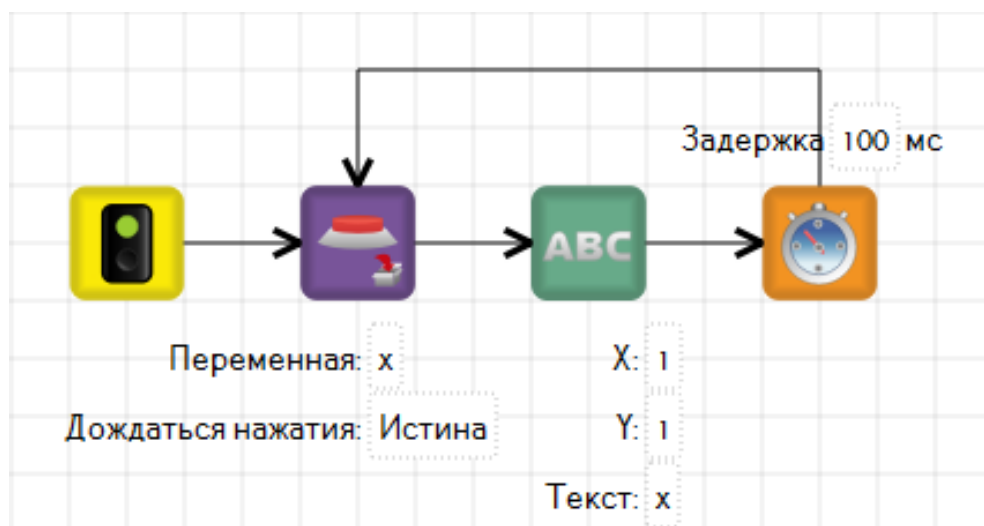 Задержка 100 мс
ABC
Переменная: x
X: 1
Дождаться нажатия: Истина
Y: 1
Текст: x